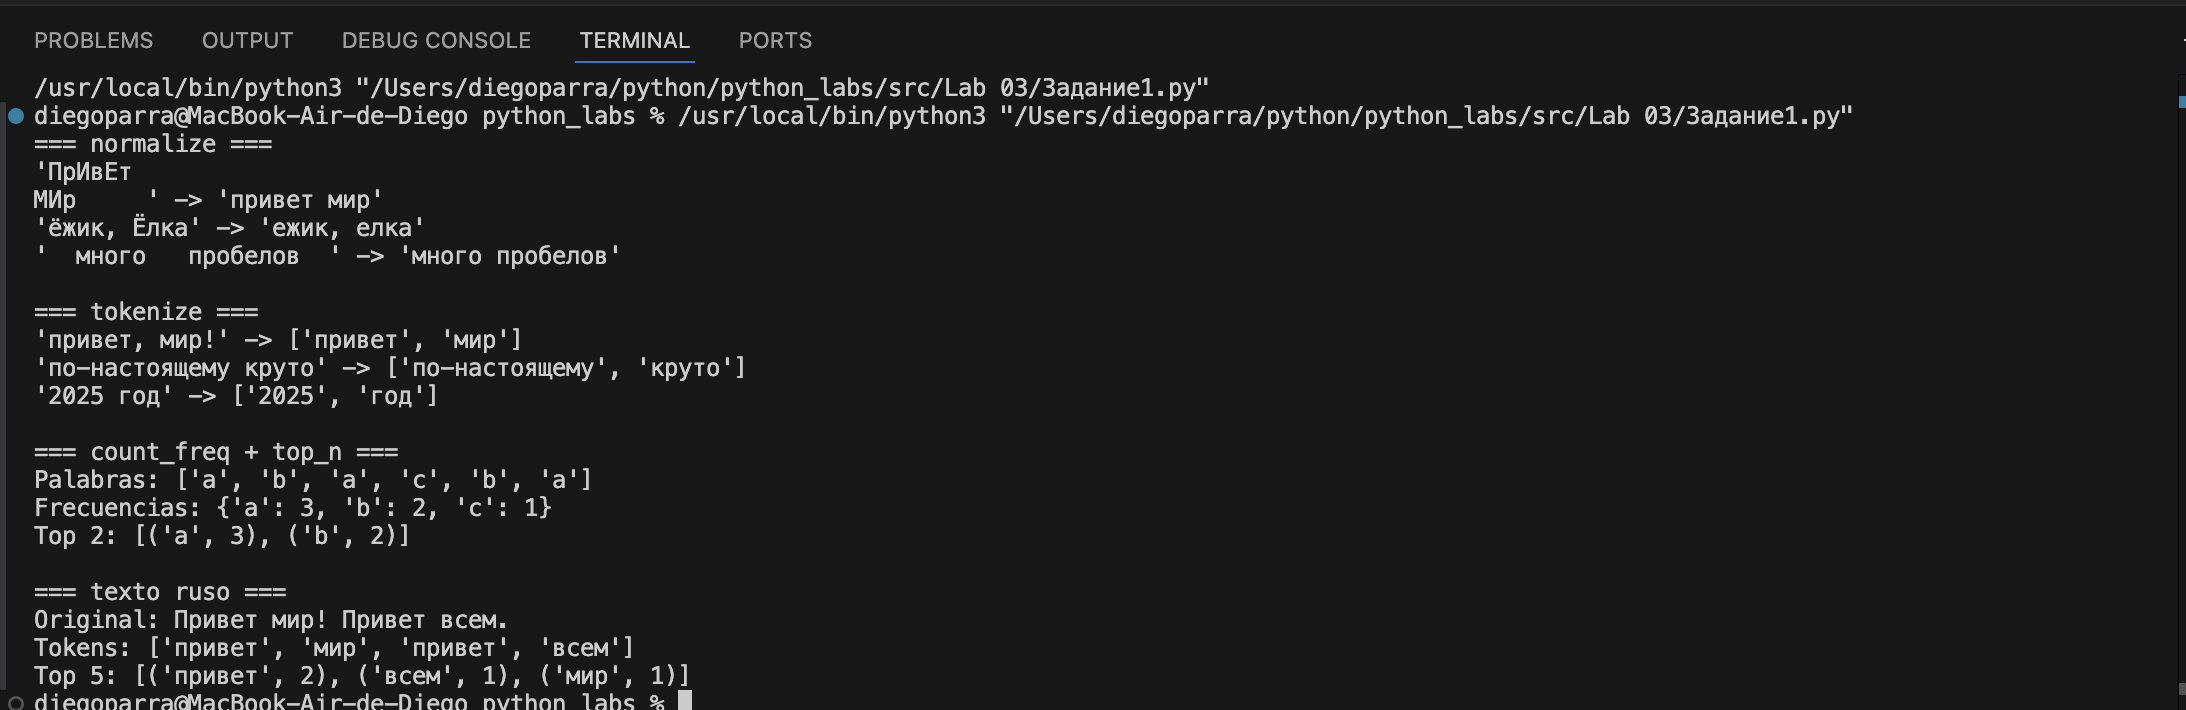 PROBLEMS OUTPUT DEBUG CONSOLE TERMINAL PORTS
/usr/local/bin/python3 "/Users/diegoparra/python/python_labs/src/Lab 03/Задание1.py"
diegoparra@MacBook-Air-de-Diego python_labs % /usr/local/bin/python3 "/Users/diegoparra/python/python_labs/src/Lab 03/Задание1.py"
=== normalize ===
'ПрИвЕт
МИр     ' -> 'привет мир'
'ёжик, Ёлка' -> 'ежик, елка'
'  много   пробелов  ' -> 'много пробелов'

=== tokenize ===
'привет, мир!' -> ['привет', 'мир']
'по-настоящему круто' -> ['по-настоящему', 'круто']
'2025 год' -> ['2025', 'год']

=== count_freq + top_n ===
Palabras: ['a', 'b', 'a', 'c', 'b', 'a']
Frecuencias: {'a': 3, 'b': 2, 'c': 1}
Top 2: [('a', 3), ('b', 2)]

=== texto ruso ===
Original: Привет мир! Привет всем.
Tokens: ['привет', 'мир', 'привет', 'всем']
Top 5: [('привет', 2), ('всем', 1), ('мир', 1)]
diegoparra@MacBook-Air-de-Diego python_labs %